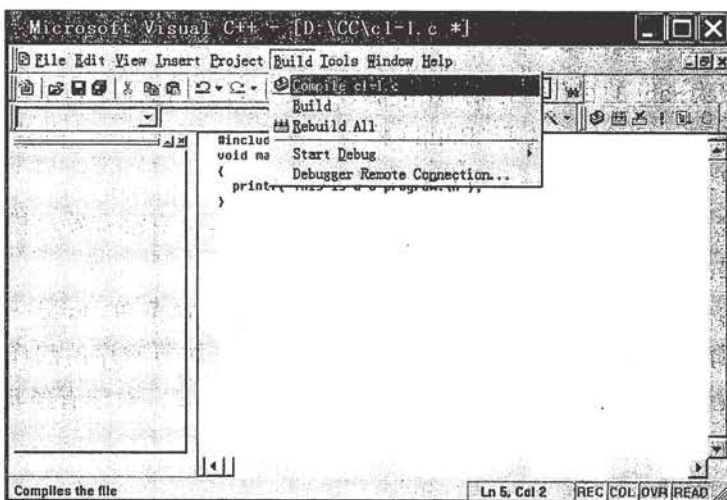 Microsoft Visual C++ - [D:\CC\c1-1.c *]
File Edit View Insert Project Build Tools Window Help
Compile c1-1.c
Build
Rebuild All
Start Debug
Debugger Remote Connection...
#includ
void ma
{
}
Compiles the file
Ln 5, Col 2 REC COL OVR READ